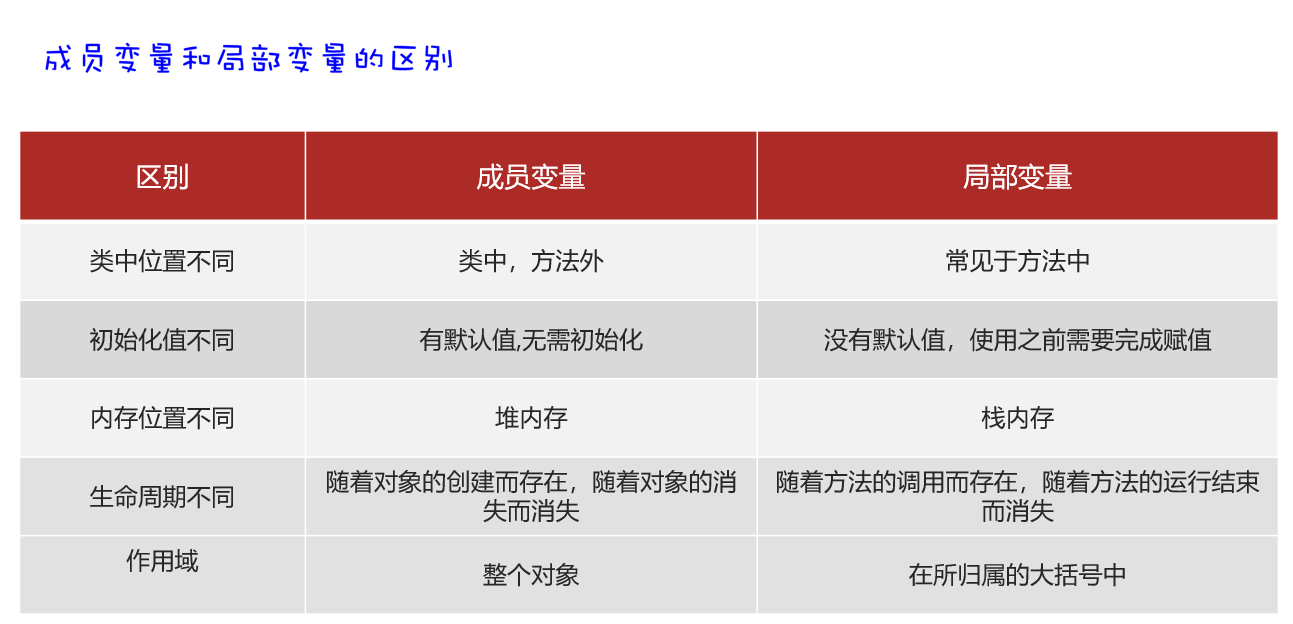 成员变量和局部变量的区别
区别 成员变量 局部变量
类中位置不同 类中，方法外 常见于方法中
初始化值不同 有默认值,无需初始化 没有默认值，使用之前需要完成赋值
内存位置不同 堆内存 栈内存
生命周期不同 随着对象的创建而存在，随着对象的消 随着方法的调用而存在，随着方法的运行结束
失而消失 而消失
作用域 整个对象 在所归属的大括号中